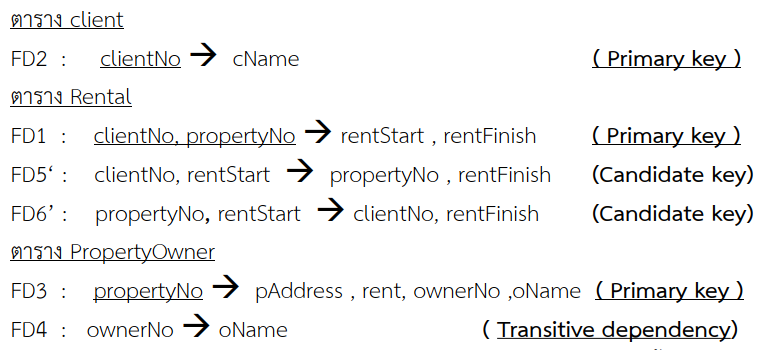 ตาราง client
FD2 : clientNo → cName ( Primary key )
ตาราง Rental
FD1 : clientNo, propertyNo → rentStart , rentFinish ( Primary key )
FD5‘ : clientNo, rentStart → propertyNo , rentFinish (Candidate key)
FD6’ : propertyNo, rentStart → clientNo, rentFinish (Candidate key)
ตาราง PropertyOwner
FD3 : propertyNo → pAddress , rent, ownerNo ,oName ( Primary key )
FD4 : ownerNo → oName ( Transitive dependency)